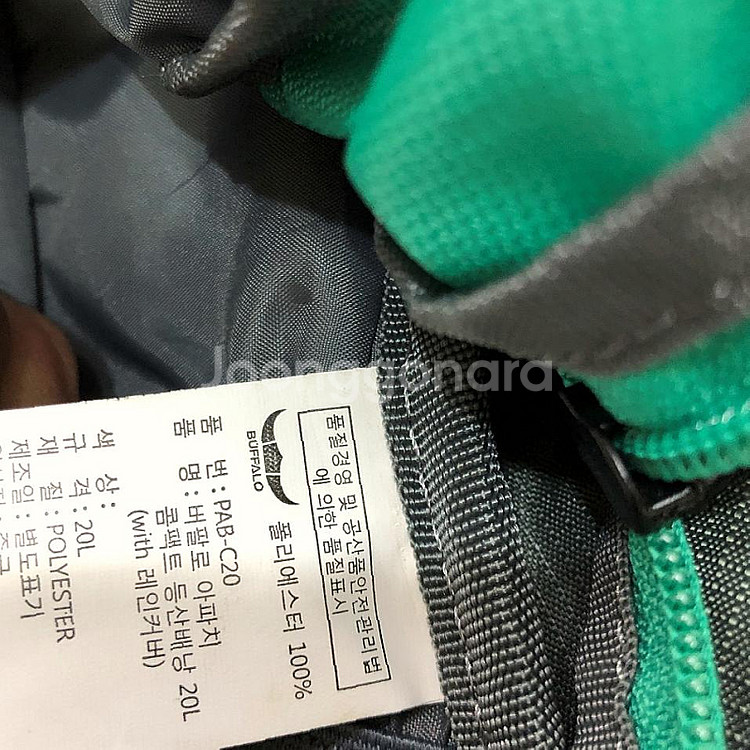 품질경영 및 공산품안전관리법
에 의한 품질표시
BUFFALO
폴리에스터 100%
품 번: PAB-C20
품 명: 버팔로 아파치
콤팩트 등산배낭 20L
(with 레인커버)
색 상:
규 격: 20L
재 질: POLYESTER
제조일: 별도표기
Joonggonara